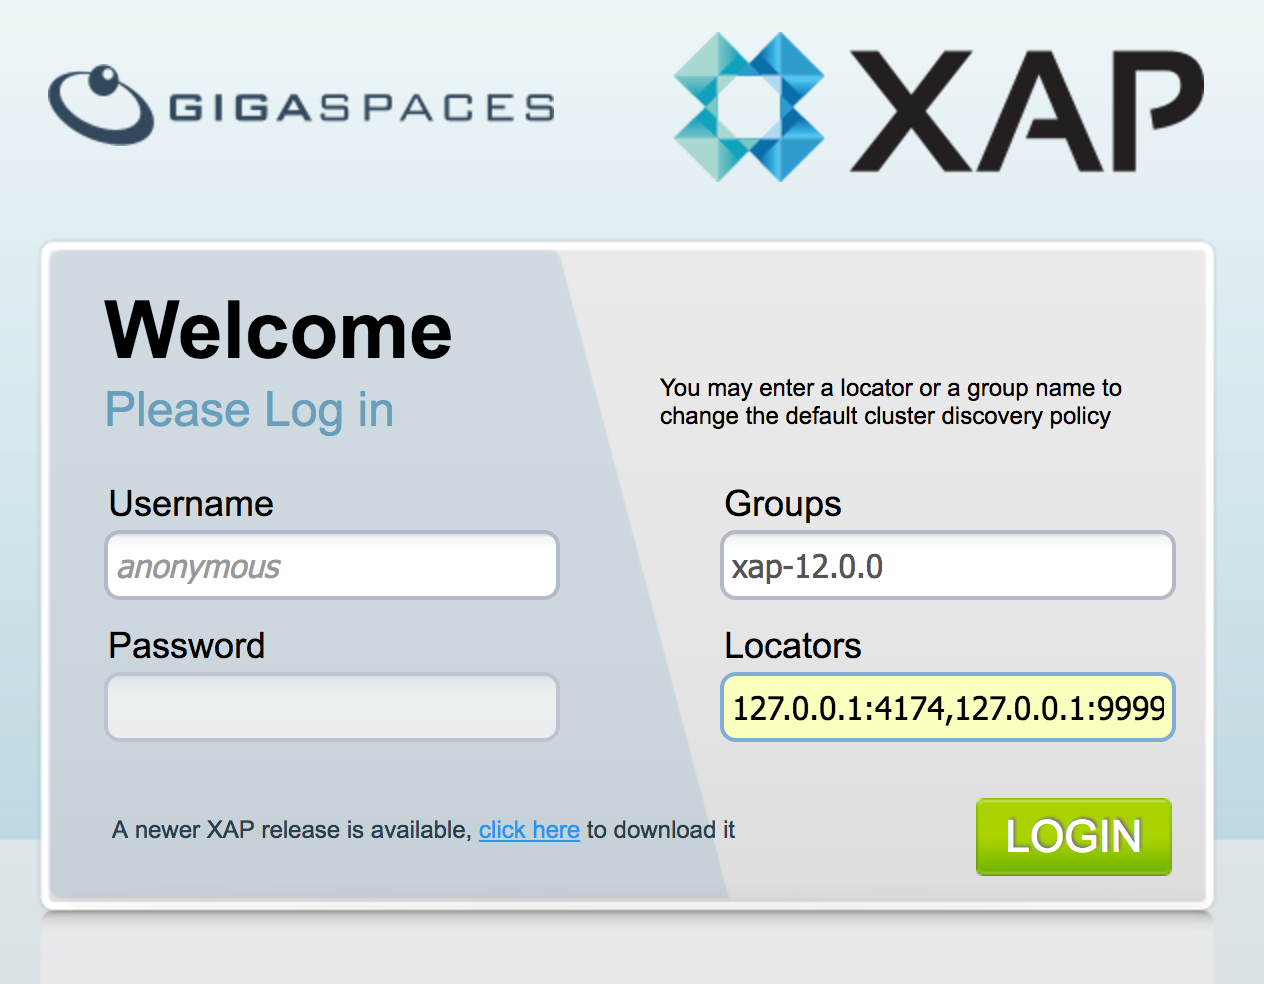 GIGASPACES
XAP
Welcome
Please Log in
You may enter a locator or a group name to
change the default cluster discovery policy
Username
Groups
anonymous
xap-12.0.0
Password
Locators
127.0.0.1:4174,127.0.0.1:9999
A newer XAP release is available, click here to download it
LOGIN